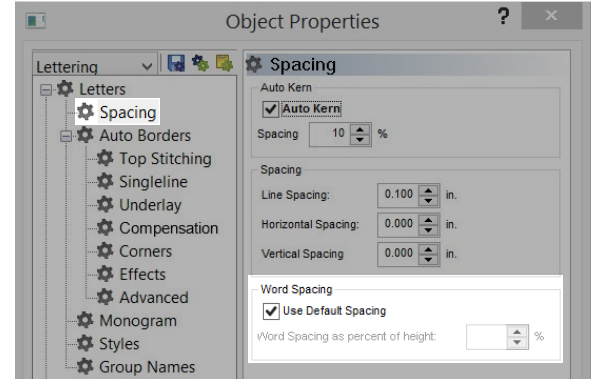 Object Properties ?
Lettering
Letters
Spacing
Auto Borders
Top Stitching
Singleline
Underlay
Compensation
Corners
Effects
Advanced
Monogram
Styles
Group Names
Spacing
Auto Kern
Auto Kern
Spacing 10 %
Spacing
Line Spacing: 0.100 in.
Horizontal Spacing: 0.000 in.
Vertical Spacing 0.000 in.
Word Spacing
Use Default Spacing
Word Spacing as percent of height: %